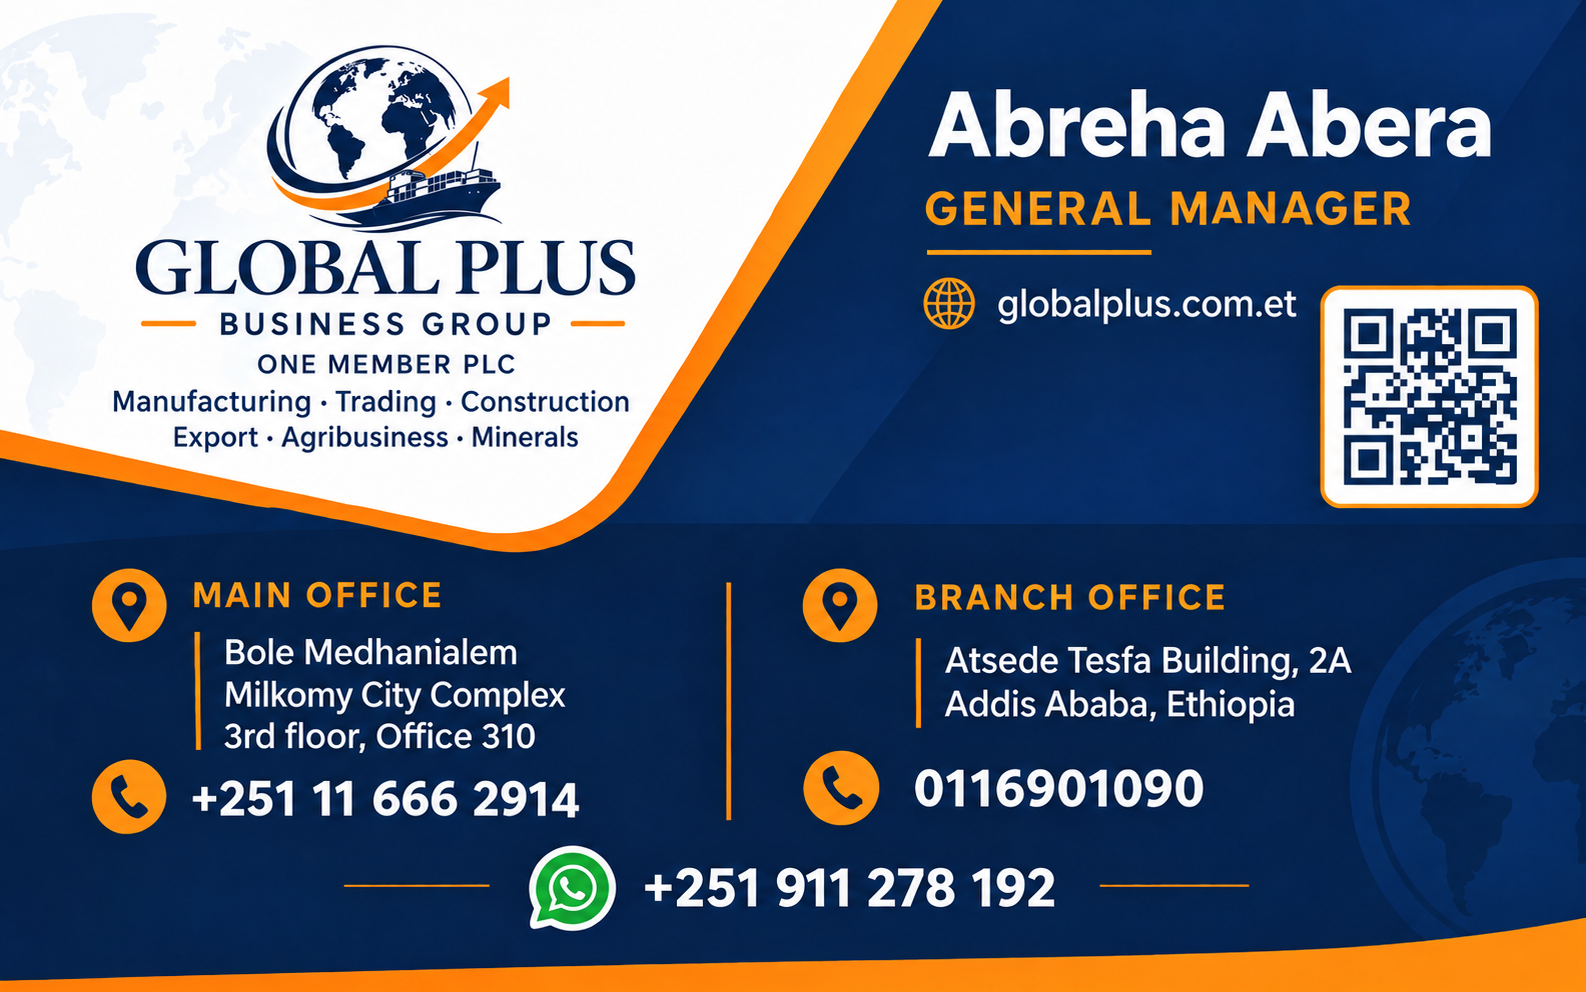 GLOBAL PLUS
BUSINESS GROUP
ONE MEMBER PLC
Manufacturing · Trading · Construction
Export · Agribusiness · Minerals
Abreha Abera
GENERAL MANAGER
globalplus.com.et
MAIN OFFICE
Bole Medhanialem
Milkomy City Complex
3rd floor, Office 310
+251 11 666 2914
BRANCH OFFICE
Atsede Tesfa Building, 2A
Addis Ababa, Ethiopia
0116901090
+251 911 278 192